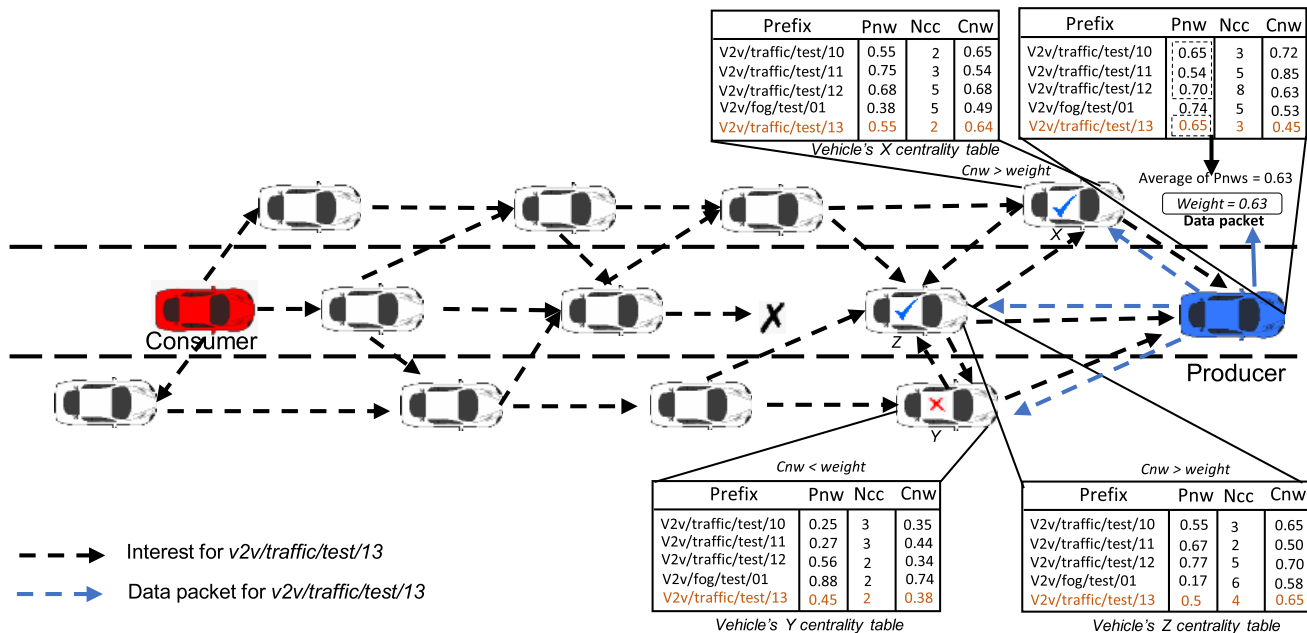 Prefix Pnw Ncc Cnw
V2v/traffic/test/10 0.55 2 0.65
V2v/traffic/test/11 0.75 3 0.54
V2v/traffic/test/12 0.68 5 0.68
V2v/fog/test/01 0.38 5 0.49
V2v/traffic/test/13 0.55 2 0.64
Vehicle's X centrality table
Prefix Pnw Ncc Cnw
V2v/traffic/test/10 0.65 3 0.72
V2v/traffic/test/11 0.54 5 0.85
V2v/traffic/test/12 0.70 8 0.63
V2v/fog/test/01 0.74 5 0.53
V2v/traffic/test/13 0.65 3 0.45
Cnw > weight
Average of Pnws = 0.63
Weight = 0.63
Data packet
X
Consumer
Z
Producer
Y
Cnw < weight
Prefix Pnw Ncc Cnw
V2v/traffic/test/10 0.25 3 0.35
V2v/traffic/test/11 0.27 3 0.44
V2v/traffic/test/12 0.56 2 0.34
V2v/fog/test/01 0.88 2 0.74
V2v/traffic/test/13 0.45 2 0.38
Vehicle's Y centrality table
Cnw > weight
Prefix Pnw Ncc Cnw
V2v/traffic/test/10 0.55 3 0.65
V2v/traffic/test/11 0.67 2 0.50
V2v/traffic/test/12 0.77 5 0.70
V2v/fog/test/01 0.17 6 0.58
V2v/traffic/test/13 0.5 4 0.65
Vehicle's Z centrality table
Interest for v2v/traffic/test/13
Data packet for v2v/traffic/test/13